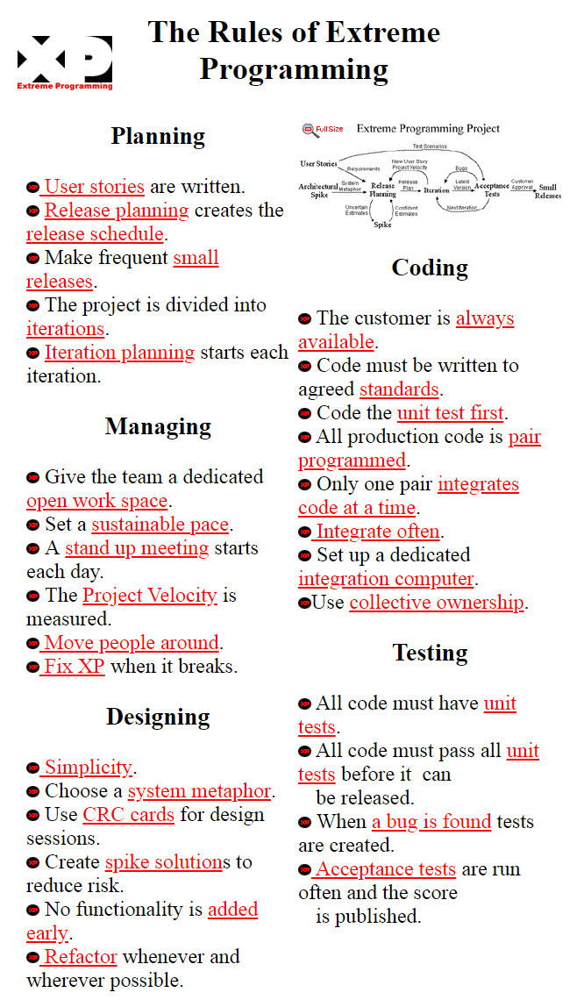 The Rules of Extreme
Programming
XP
Extreme Programming
Planning
User stories are written.
Release planning creates the
release schedule.
Make frequent small
releases.
The project is divided into
iterations.
Iteration planning starts each
iteration.
Managing
Give the team a dedicated
open work space.
Set a sustainable pace.
A stand up meeting starts
each day.
The Project Velocity is
measured.
Move people around.
Fix XP when it breaks.
Designing
Simplicity.
Choose a system metaphor.
Use CRC cards for design
sessions.
Create spike solutions to
reduce risk.
No functionality is added
early.
Refactor whenever and
wherever possible.
Full Size
Extreme Programming Project
Test Scenarios
User Stories
Requirements
New User Story
Project Velocity
Bugs
Architectural
Spike
System
Metaphor
Release
Planning
Release
Plan
Iteration
Latest
Version
Acceptance
Tests
Customer
Approval
Small
Releases
Uncertain
Estimates
Confident
Estimates
Next Iteration
Spike
Coding
The customer is always
available.
Code must be written to
agreed standards.
Code the unit test first.
All production code is pair
programmed.
Only one pair integrates
code at a time.
Integrate often.
Set up a dedicated
integration computer.
Use collective ownership.
Testing
All code must have unit
tests.
All code must pass all unit
tests before it  can
be released.
When a bug is found tests
are created.
Acceptance tests are run
often and the score
is published.